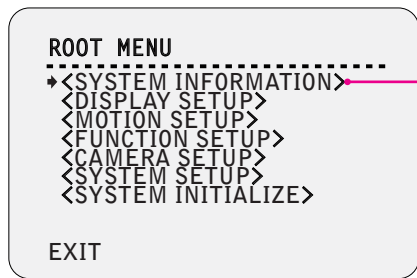 ROOT MENU
<SYSTEM INFORMATION>
<DISPLAY SETUP>
<MOTION SETUP>
<FUNCTION SETUP>
<CAMERA SETUP>
<SYSTEM SETUP>
<SYSTEM INITIALIZE>
EXIT